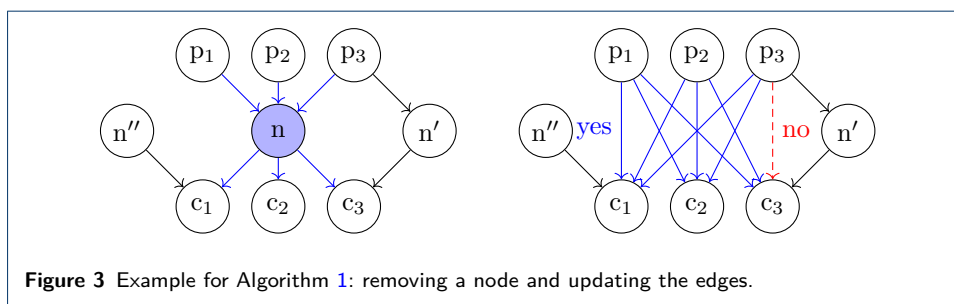 p₁ p₂ p₃ p₁ p₂ p₃
n′′ n n′ n′′ yes no n′
c₁ c₂ c₃ c₁ c₂ c₃
Figure 3 Example for Algorithm 1: removing a node and updating the edges.